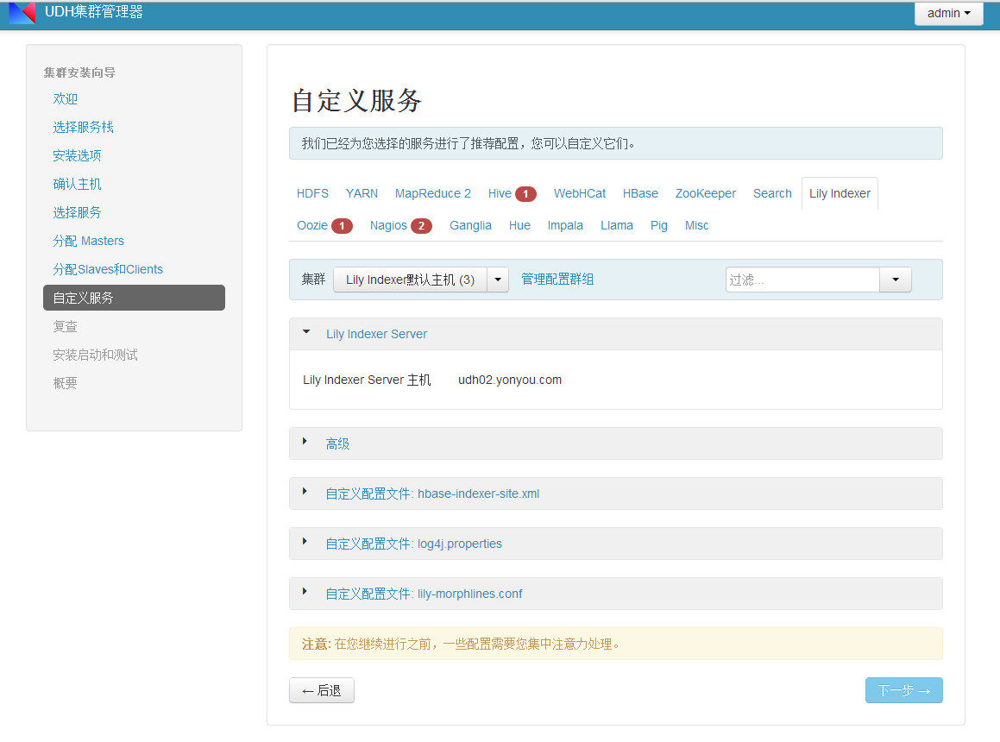 UDH集群管理器
admin
集群安装向导
欢迎
选择服务栈
安装选项
确认主机
选择服务
分配 Masters
分配Slaves和Clients
自定义服务
复查
安装启动和测试
概要
自定义服务
我们已经为您选择的服务进行了推荐配置，您可以自定义它们。
HDFS YARN MapReduce 2 Hive 1 WebHCat HBase ZooKeeper Search Lily Indexer
Oozie 1 Nagios 2 Ganglia Hue Impala Llama Pig Misc
集群 Lily Indexer默认主机 (3) 管理配置群组 过滤...
Lily Indexer Server
Lily Indexer Server 主机 udh02.yonyou.com
高级
自定义配置文件: hbase-indexer-site.xml
自定义配置文件: log4j.properties
自定义配置文件: lily-morphlines.conf
注意: 在您继续进行之前，一些配置需要您集中注意力处理。
← 后退 下一步 →